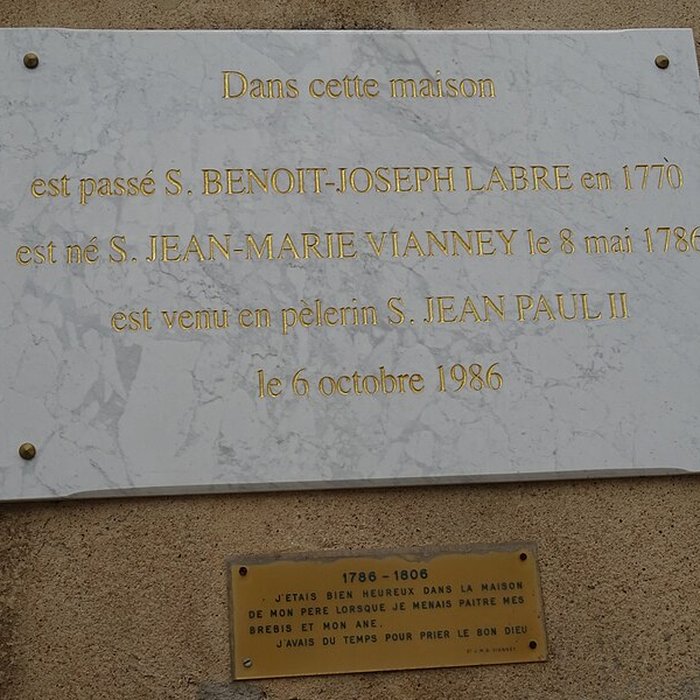 Dans cette maison
est passé S. BENOIT-JOSEPH LABRE en 1770
est né S. JEAN-MARIE VIANNEY le 8 mai 1786
est venu en pèlerin S. JEAN PAUL II
le 6 octobre 1986
1786 - 1806
. J'ETAIS BIEN HEUREUX DANS LA MAISON
DE MON PERE LORSQUE JE MENAIS PAITRE MES
BREBIS ET MON ANE.
J'AVAIS DU TEMPS POUR PRIER LE BON DIEU
ST J.M.B. VIANNEY